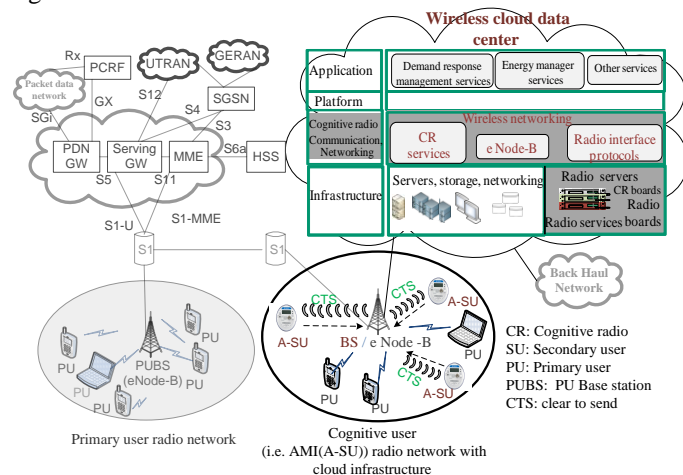 Wireless cloud data
center
Rx
PCRF
UTRAN
GERAN
Packet data
network
S12
SGSN
SGi
GX
S4
S3
PDN
GW
Serving
GW
MME
S6a
HSS
S5
S11
S1-U
S1-MME
S1
S1
Application
Demand response
management services
Energy manager
services
Other services
Platform
Cognitive radio
Communication,
Networking
Wireless networking
CR
services
e Node-B
Radio interface
protocols
Infrastructure
Servers, storage, networking
Radio servers
CR boards
Radio
Radio services boards
Back Haul
Network
PU
PU
PU
PU
PU
PUBS
(eNode-B)
Primary user radio network
CTS
CTS
CTS
A-SU
A-SU
A-SU
BS / e Node -B
PU
PU
PU
Cognitive user
(i.e. AMI(A-SU)) radio network with
cloud infrastructure
CR: Cognitive radio
SU: Secondary user
PU: Primary user
PUBS: PU Base station
CTS: clear to send